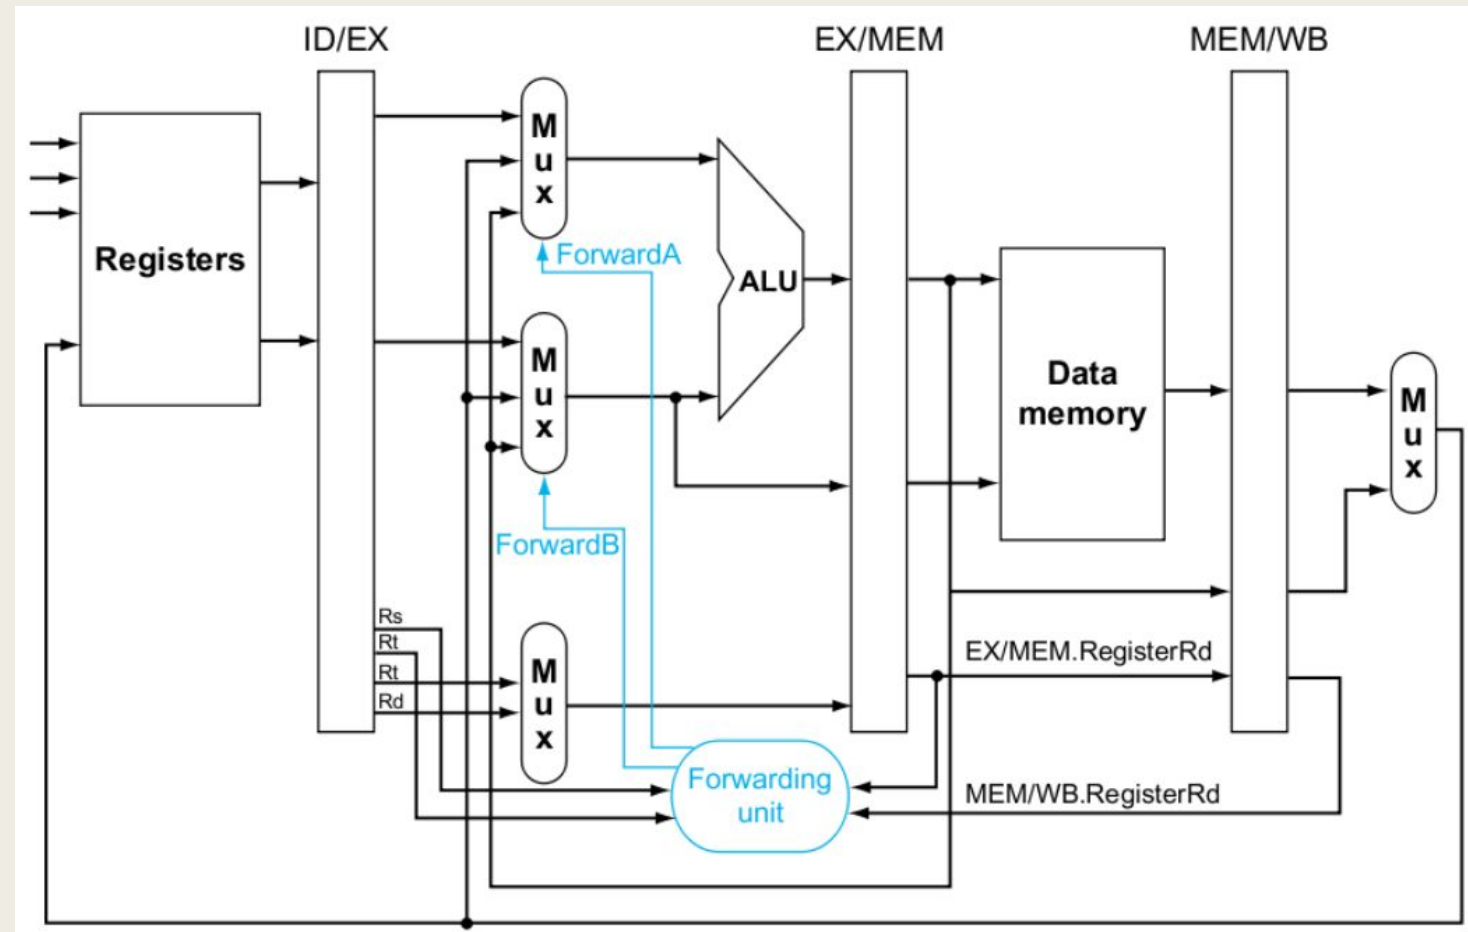 ID/EX
EX/MEM
MEM/WB
M
u
x
Registers
ForwardA
ALU
M
u
x
Data
memory
M
u
x
ForwardB
Rs
Rt
Rt
Rd
M
u
x
EX/MEM.RegisterRd
Forwarding
unit
MEM/WB.RegisterRd